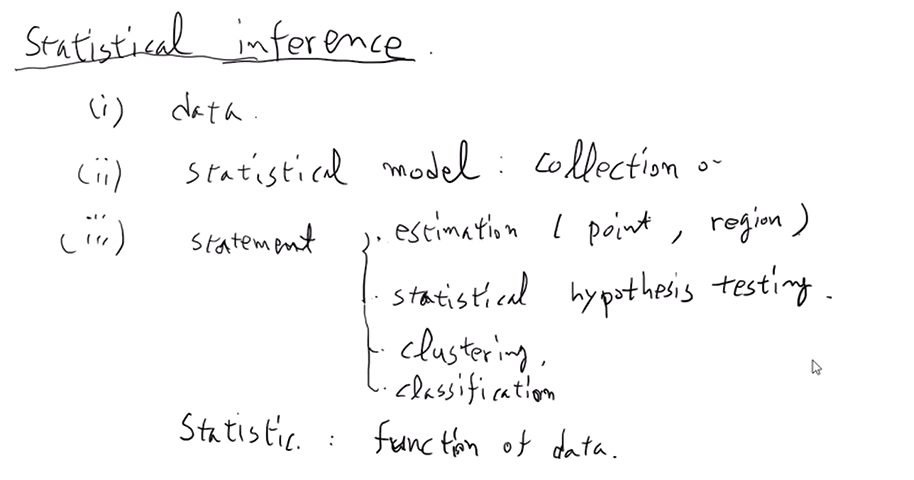 Statistical inference.
(i) data.
(ii) statistical model : collection o
(iii) statement { · estimation ( point , region )
· statistical hypothesis testing.
· clustering,
· classification
Statistic. : function of data.